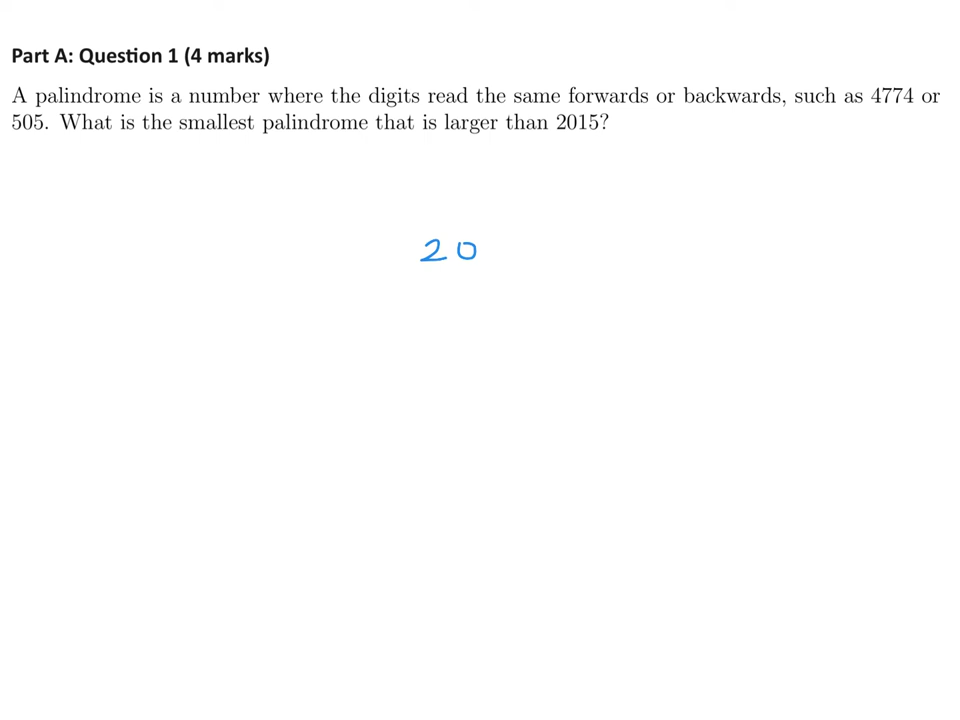 Part A: Question 1 (4 marks)
A palindrome is a number where the digits read the same forwards or backwards, such as 4774 or
505. What is the smallest palindrome that is larger than 2015?
20